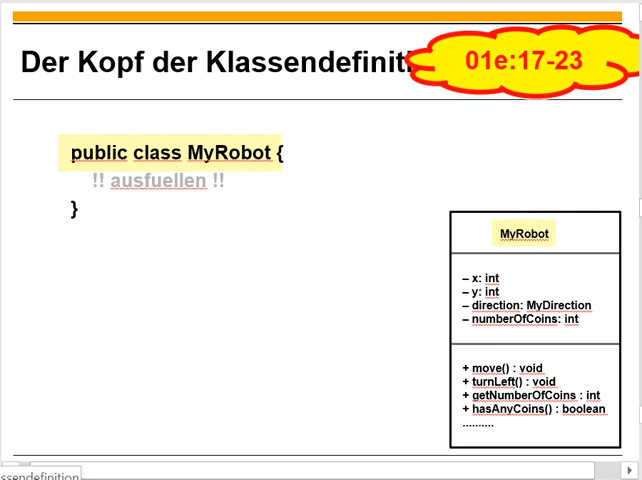 Der Kopf der Klassendefiniti
01e:17-23
public class MyRobot {
!! ausfuellen !!
}
MyRobot
– x: int
– y: int
– direction: MyDirection
– numberOfCoins: int
+ move() : void
+ turnLeft() : void
+ getNumberOfCoins : int
+ hasAnyCoins() : boolean
..........
ssendefinition